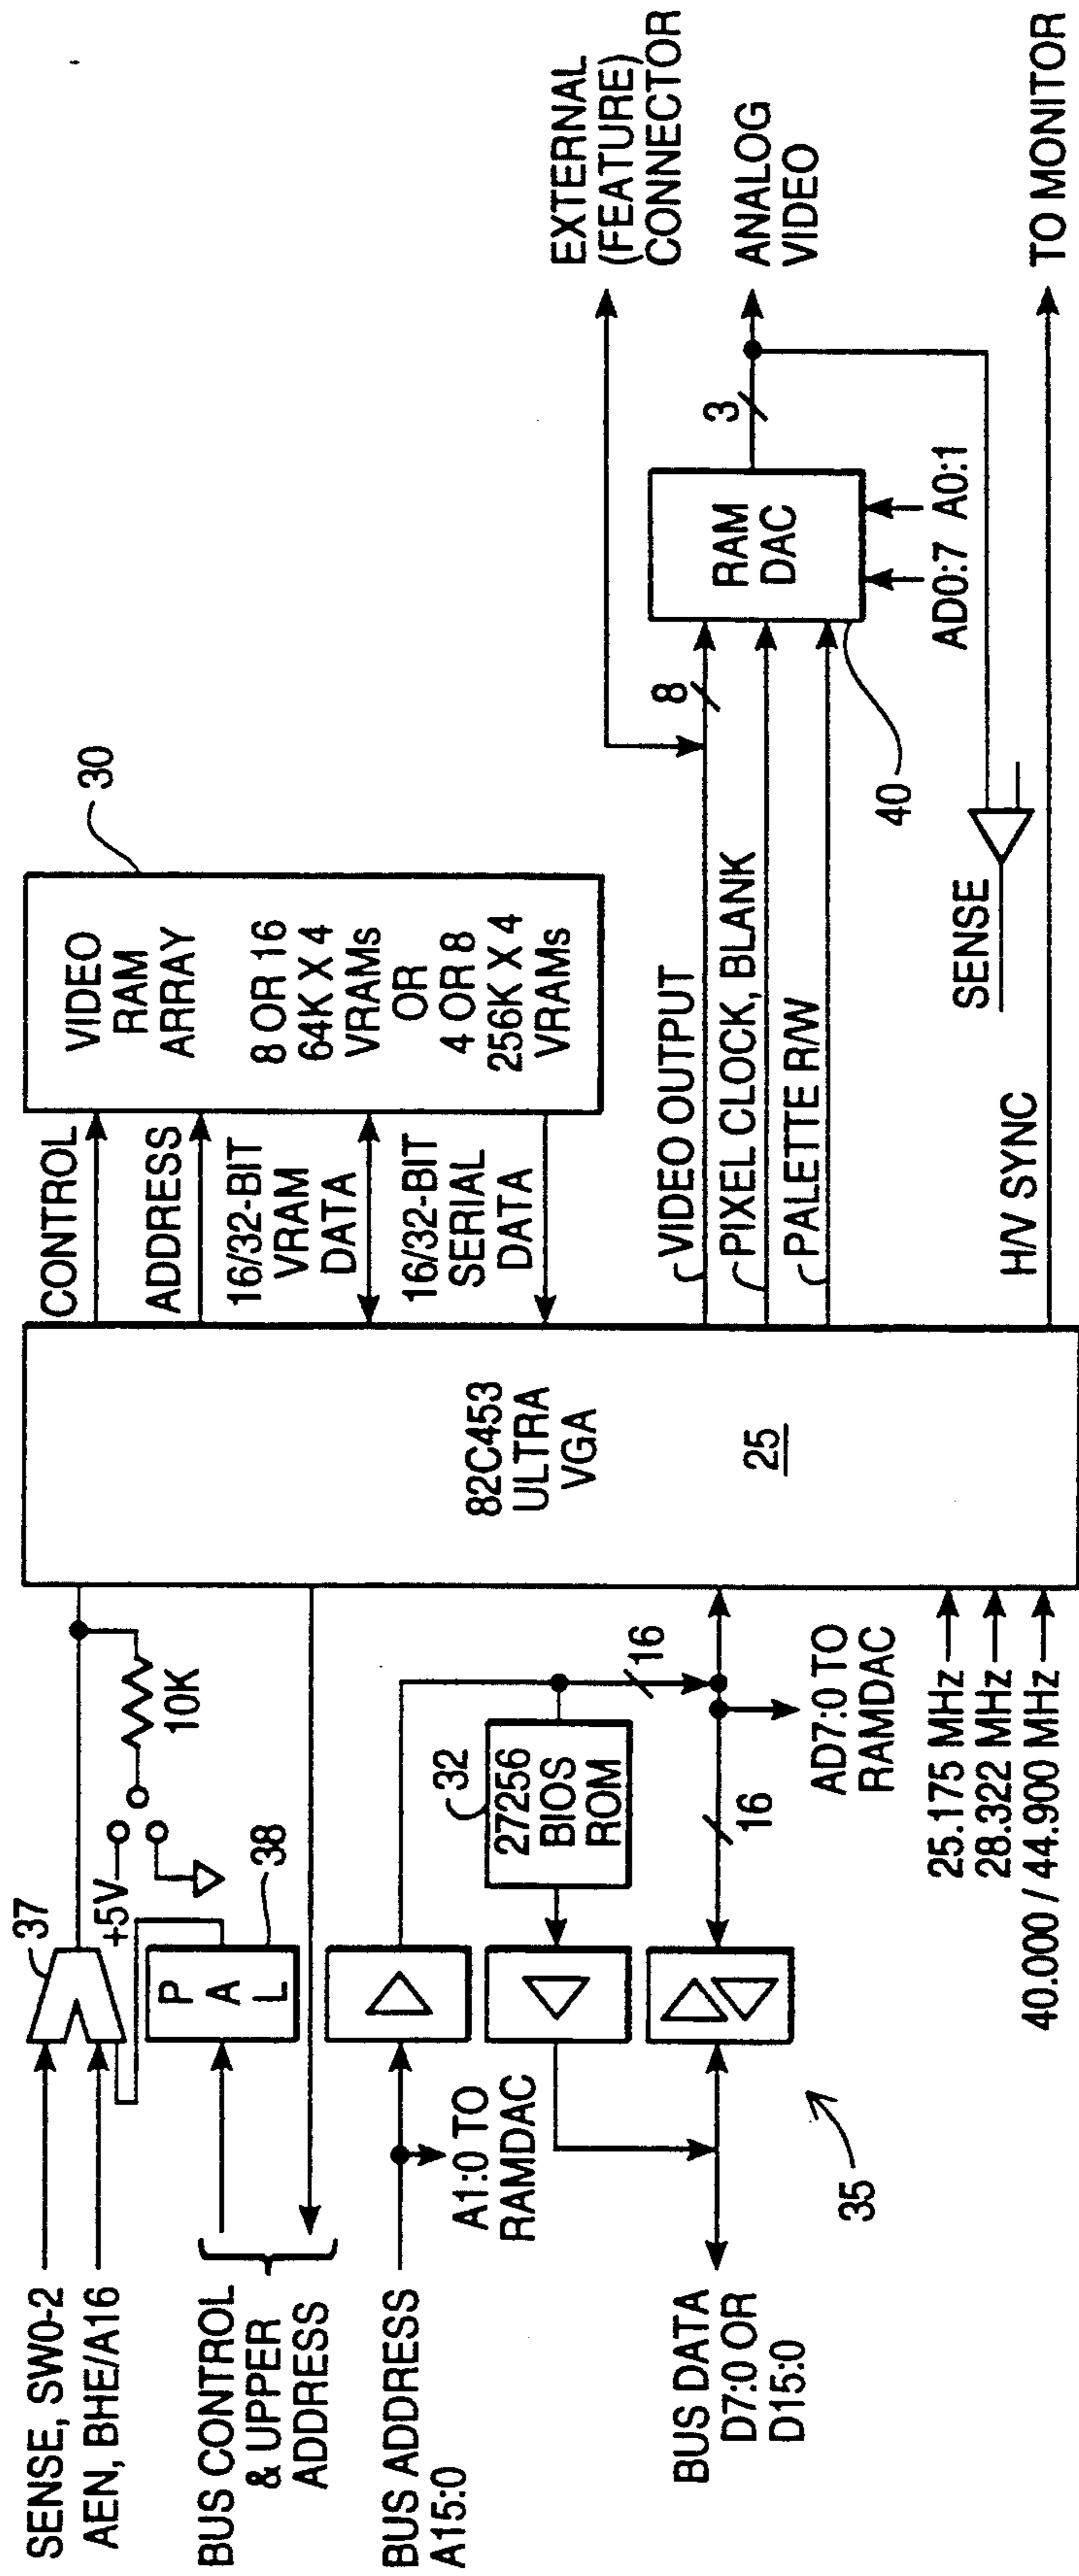 SENSE, SW0-2
AEN, BHE/A16
37
+5V
10K
BUS CONTROL
& UPPER
ADDRESS
P
A
L
38
BUS ADDRESS
A15:0
A1:0 TO
RAMDAC
32
27256
BIOS
ROM
16
16
BUS DATA
D7:0 OR
D15:0
35
AD7:0 TO
RAMDAC
25.175 MHz
28.322 MHz
40.000 / 44.900 MHz
82C453
ULTRA
VGA
25
CONTROL
ADDRESS
16/32-BIT
VRAM
DATA
16/32-BIT
SERIAL
DATA
VIDEO
RAM
ARRAY
8 OR 16
64K X 4
VRAMs
OR
4 OR 8
256K X 4
VRAMs
30
VIDEO OUTPUT
PIXEL CLOCK, BLANK
PALETTE R/W
H/V SYNC
8
RAM
DAC
40
AD0:7 A0:1
3
SENSE
EXTERNAL
(FEATURE)
CONNECTOR
ANALOG
VIDEO
TO MONITOR